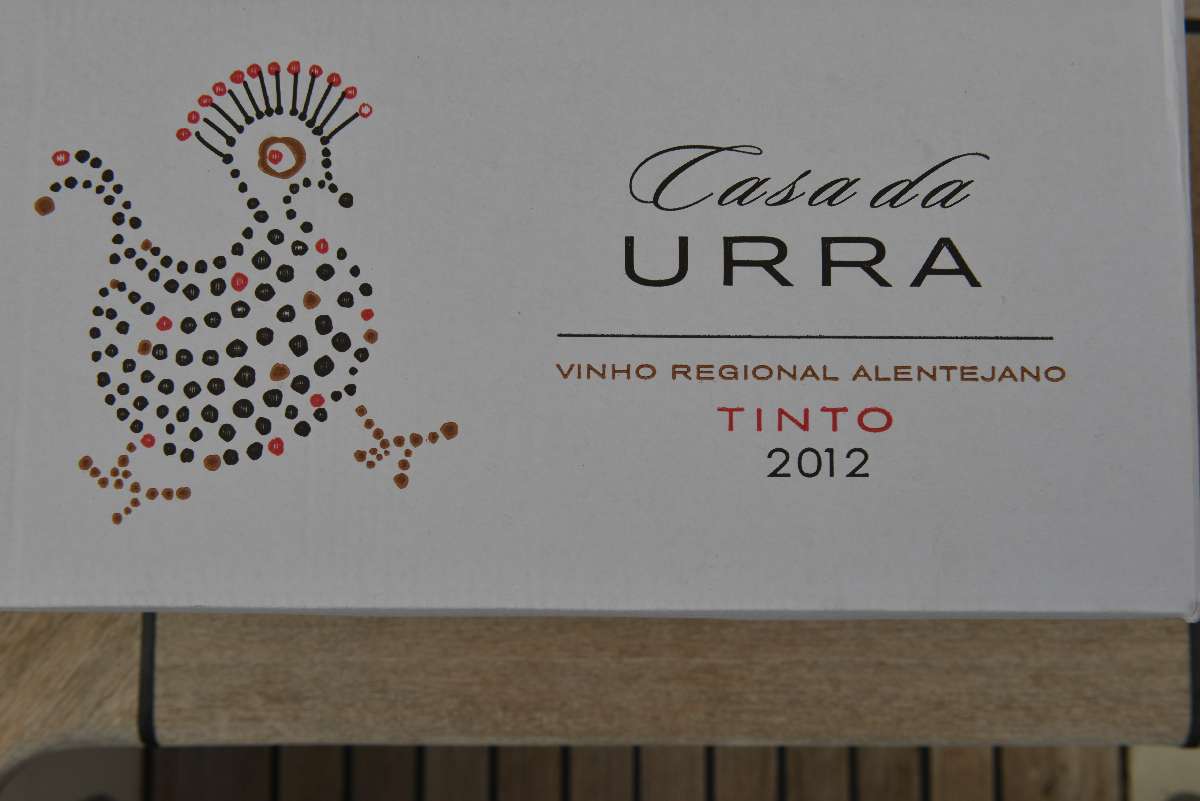 Casa da
URRA
VINHO REGIONAL ALENTEJANO
TINTO
2012